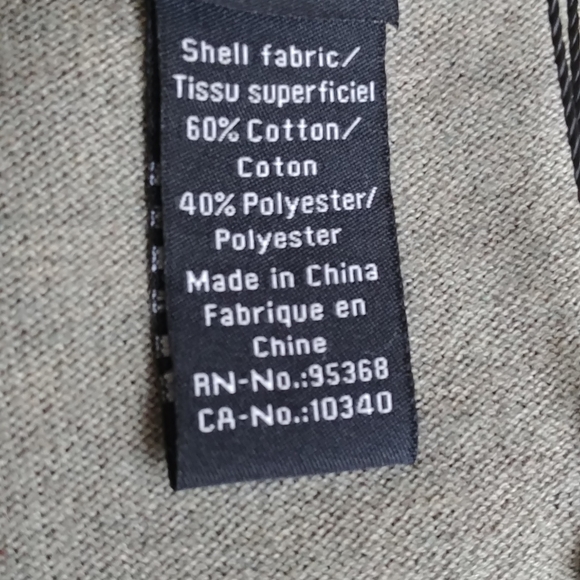 Shell fabric/
Tissu superficiel
60% Cotton/
Coton
40% Polyester/
Polyester
Made in China
Fabrique en
Chine
RN-No.:95368
CA-No.:10340